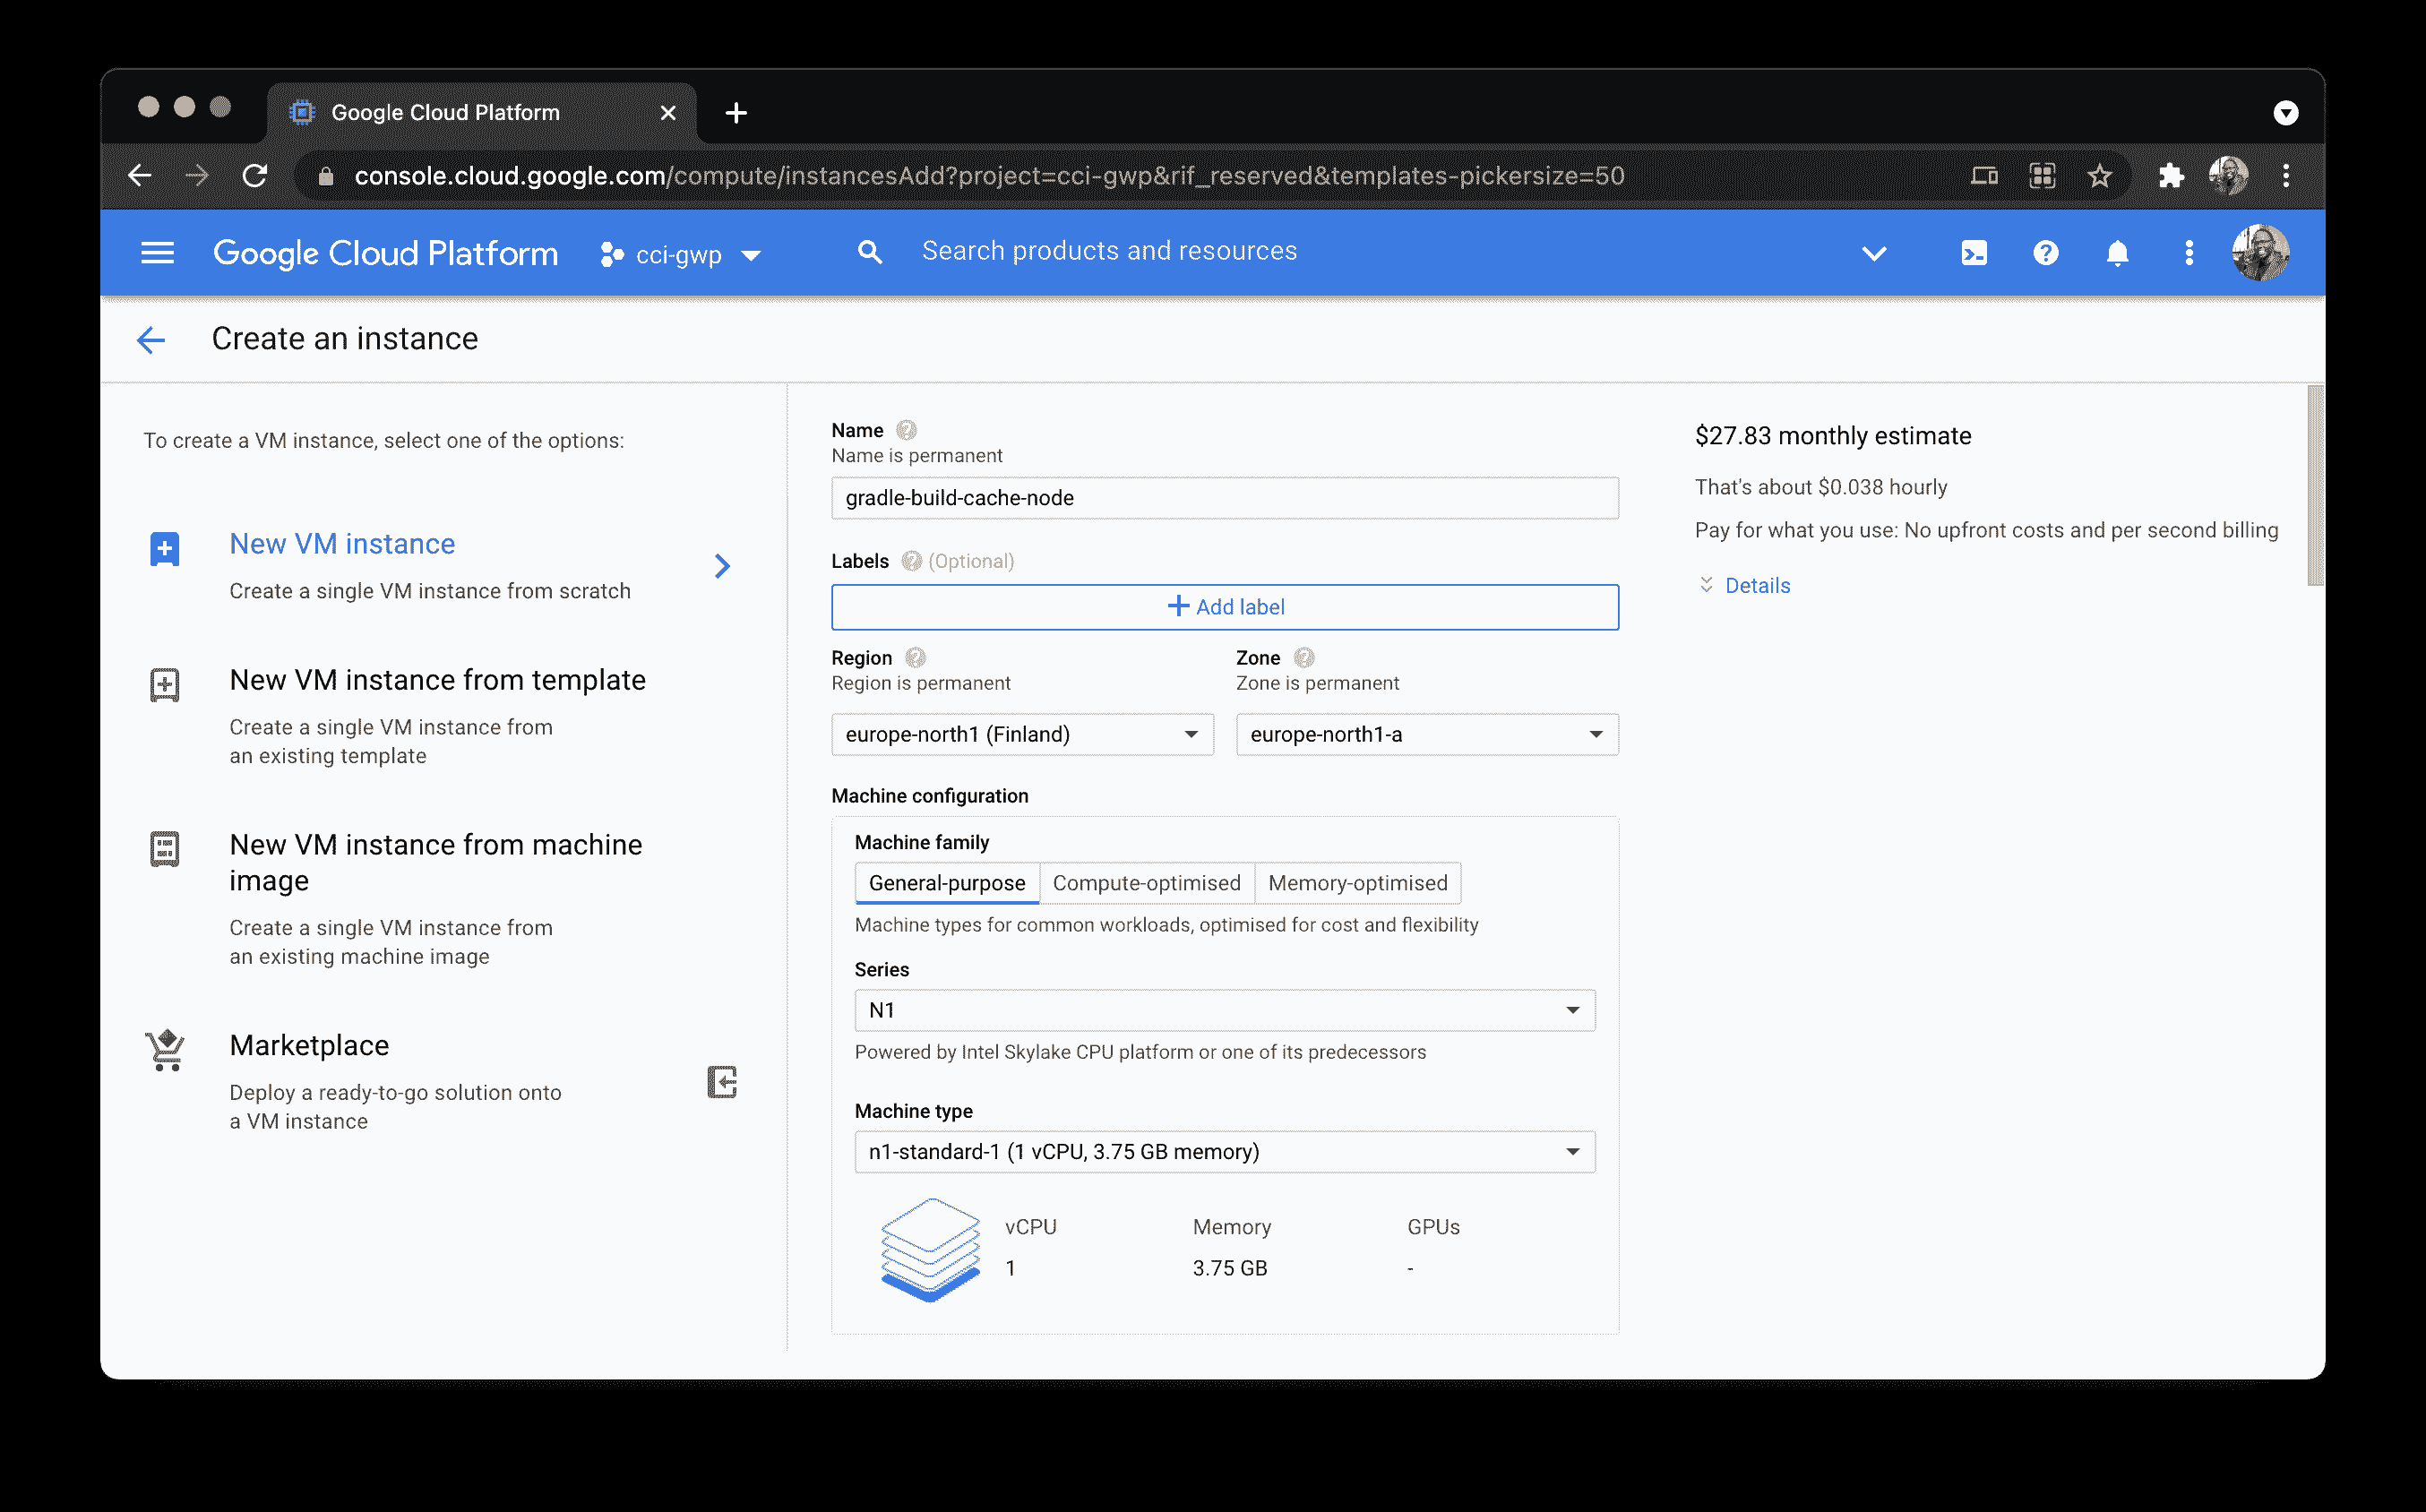 Google Cloud Platform
console.cloud.google.com/compute/instancesAdd?project=cci-gwp&rif_reserved&templates-pickersize=50
Google Cloud Platform
cci-gwp
Search products and resources
Create an instance
To create a VM instance, select one of the options:
New VM instance
Create a single VM instance from scratch
New VM instance from template
Create a single VM instance from
an existing template
New VM instance from machine
image
Create a single VM instance from
an existing machine image
Marketplace
Deploy a ready-to-go solution onto
a VM instance
Name
Name is permanent
gradle-build-cache-node
Labels (Optional)
Add label
Region
Region is permanent
europe-north1 (Finland)
Zone
Zone is permanent
europe-north1-a
Machine configuration
Machine family
General-purpose
Compute-optimised
Memory-optimised
Machine types for common workloads, optimised for cost and flexibility
Series
N1
Powered by Intel Skylake CPU platform or one of its predecessors
Machine type
n1-standard-1 (1 vCPU, 3.75 GB memory)
vCPU
1
Memory
3.75 GB
GPUs
-
$27.83 monthly estimate
That's about $0.038 hourly
Pay for what you use: No upfront costs and per second billing
Details